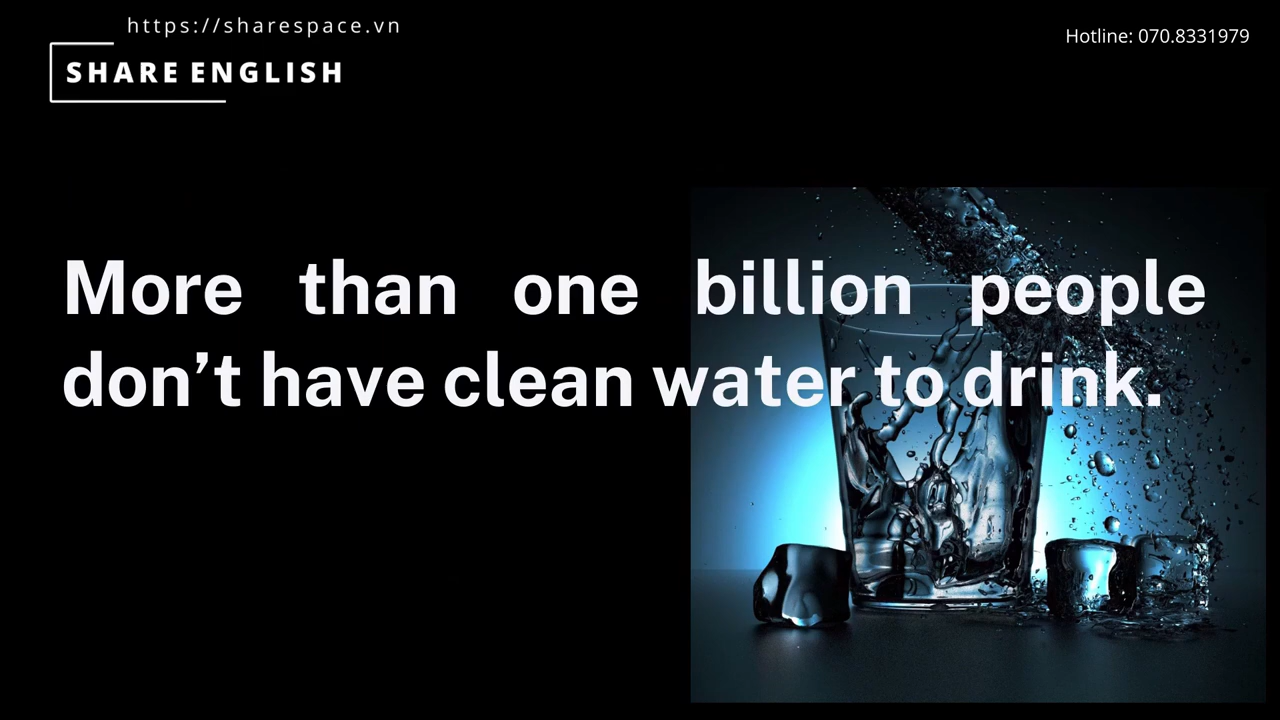 https://sharespace.vn
Hotline: 070.8331979
SHARE ENGLISH
More than one billion people
don’t have clean water to drink.